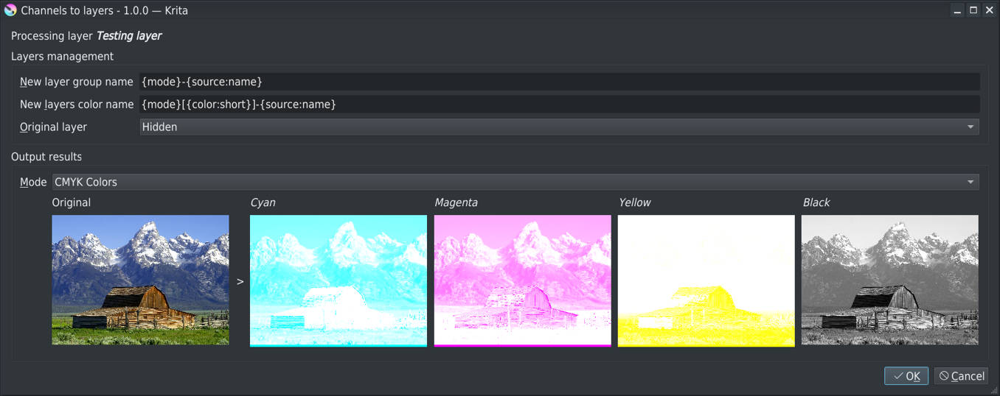 Channels to layers - 1.0.0 — Krita
Processing layer Testing layer
Layers management
New layer group name {mode}-{source:name}
New layers color name {mode}[{color:short}]-{source:name}
Original layer Hidden
Output results
Mode CMYK Colors
Original Cyan Magenta Yellow Black
>
OK Cancel